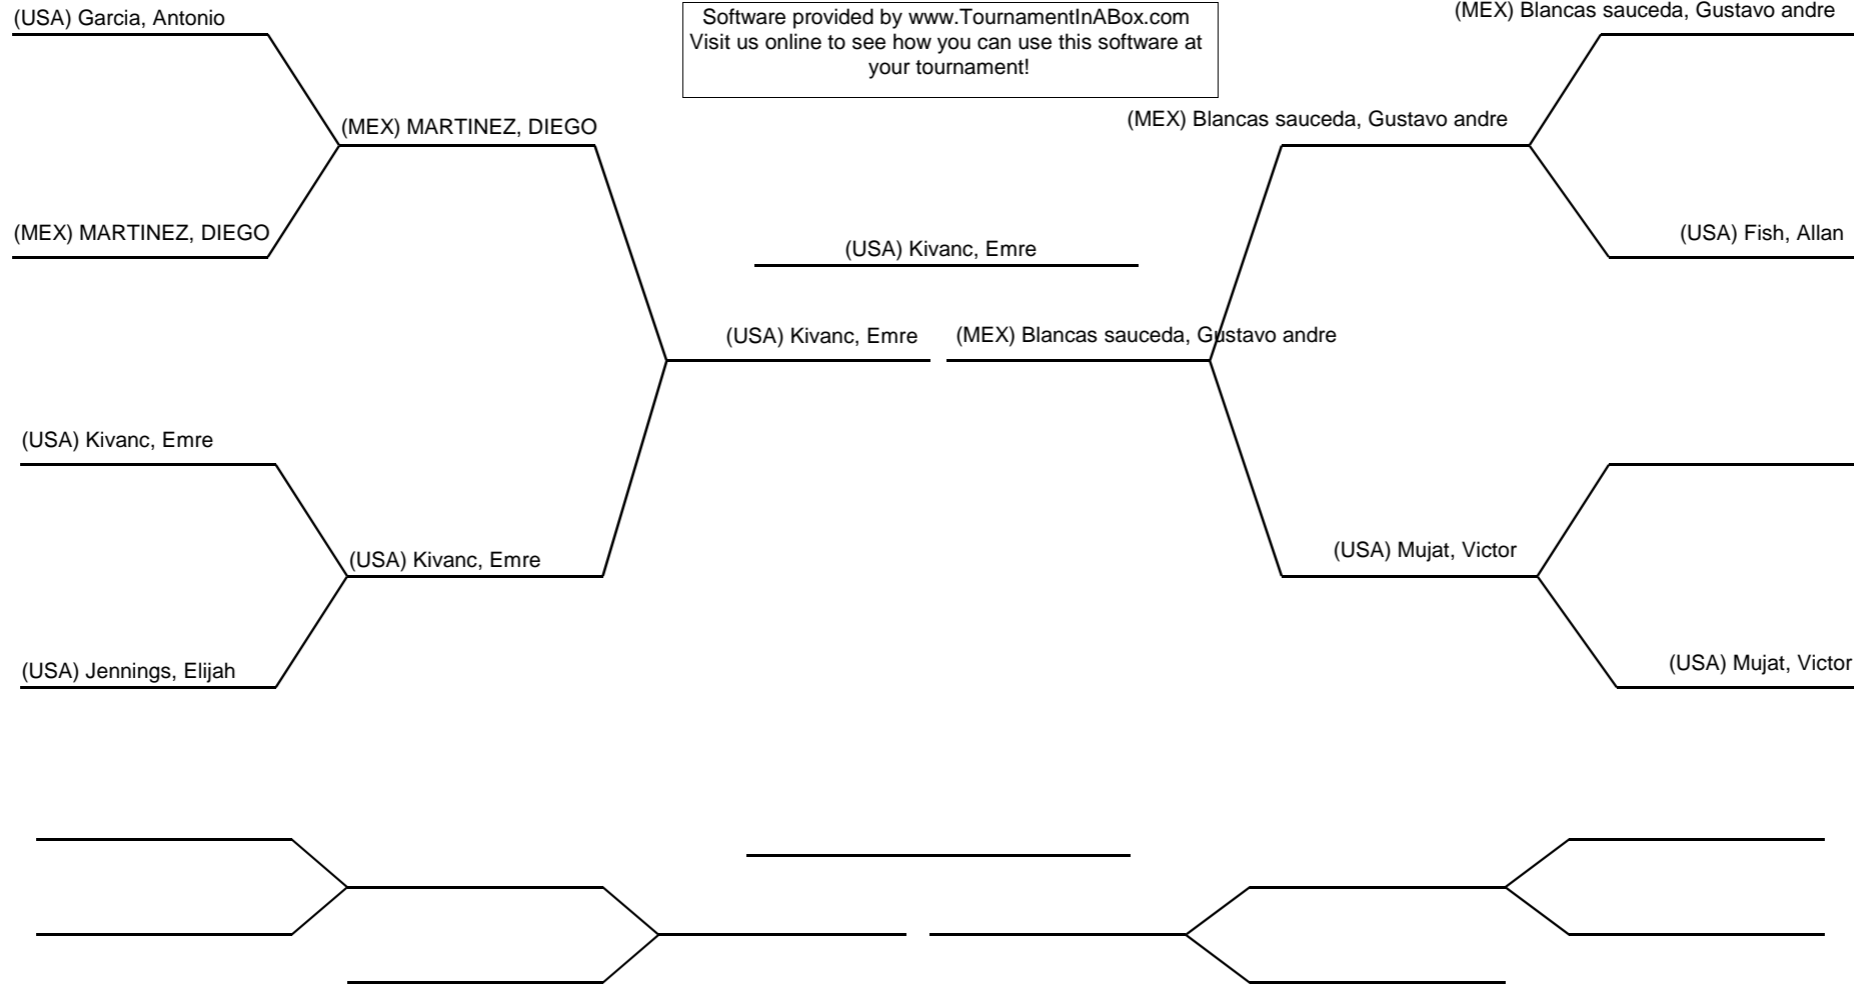 (USA) Garcia, Antonio
Software provided by www.TournamentInABox.com
Visit us online to see how you can use this software at
your tournament!
(MEX) Blancas sauceda, Gustavo andre
(MEX) MARTINEZ, DIEGO
(MEX) Blancas sauceda, Gustavo andre
(MEX) MARTINEZ, DIEGO
(USA) Kivanc, Emre
(USA) Fish, Allan
(USA) Kivanc, Emre
(MEX) Blancas sauceda, Gustavo andre
(USA) Kivanc, Emre
(USA) Kivanc, Emre
(USA) Mujat, Victor
(USA) Jennings, Elijah
(USA) Mujat, Victor